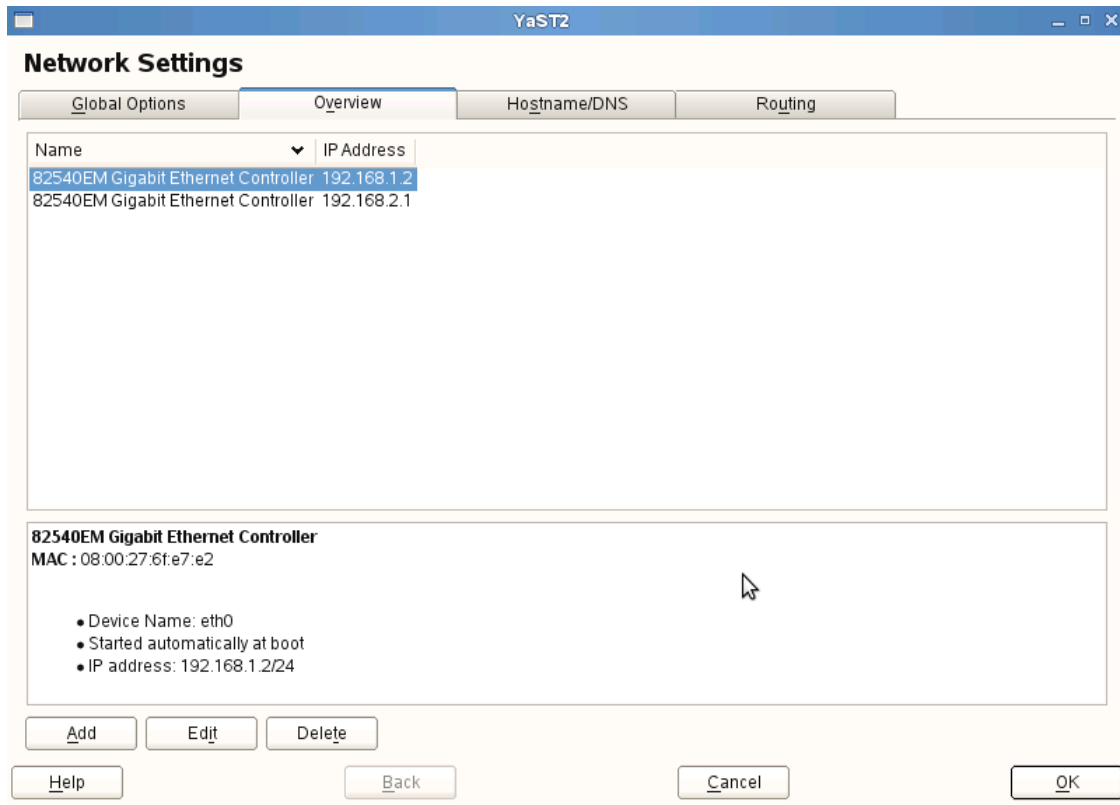 YaST2
Network Settings
Global Options Overview Hostname/DNS Routing
Name IP Address
82540EM Gigabit Ethernet Controller 192.168.1.2
82540EM Gigabit Ethernet Controller 192.168.2.1
82540EM Gigabit Ethernet Controller
MAC : 08:00:27:6f:e7:e2
• Device Name: eth0
• Started automatically at boot
• IP address: 192.168.1.2/24
Add Edit Delete
Help Back Cancel OK